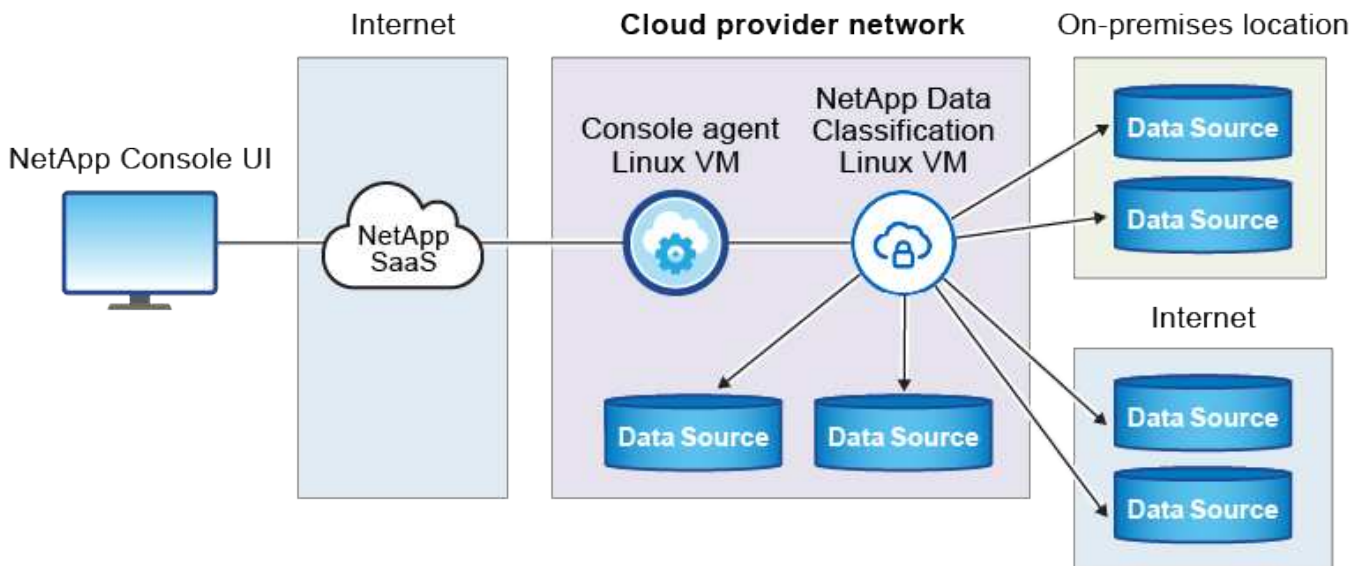 Internet
Cloud provider network
On-premises location
NetApp Console UI
NetApp
SaaS
Console agent
Linux VM
NetApp Data
Classification
Linux VM
Data Source
Data Source
Data Source
Data Source
Internet
Data Source
Data Source